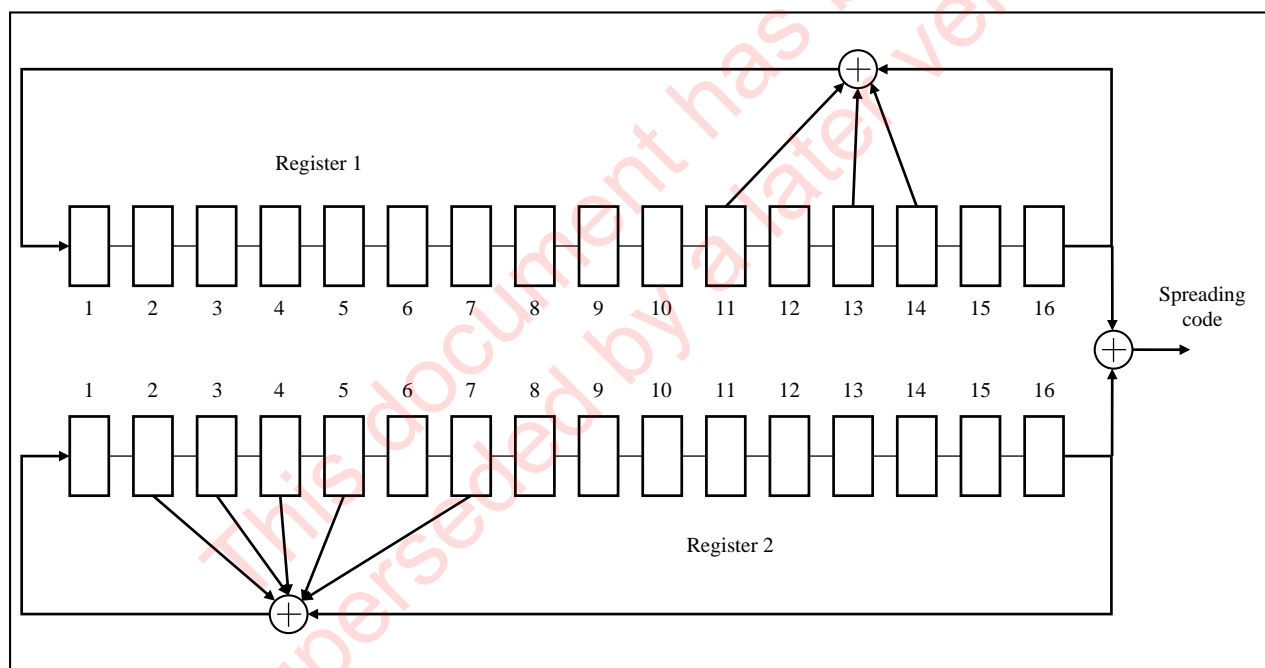 Register 1
1 2 3 4 5 6 7 8 9 10 11 12 13 14 15 16
Spreading
code
1 2 3 4 5 6 7 8 9 10 11 12 13 14 15 16
Register 2
This document has
superseded by a later